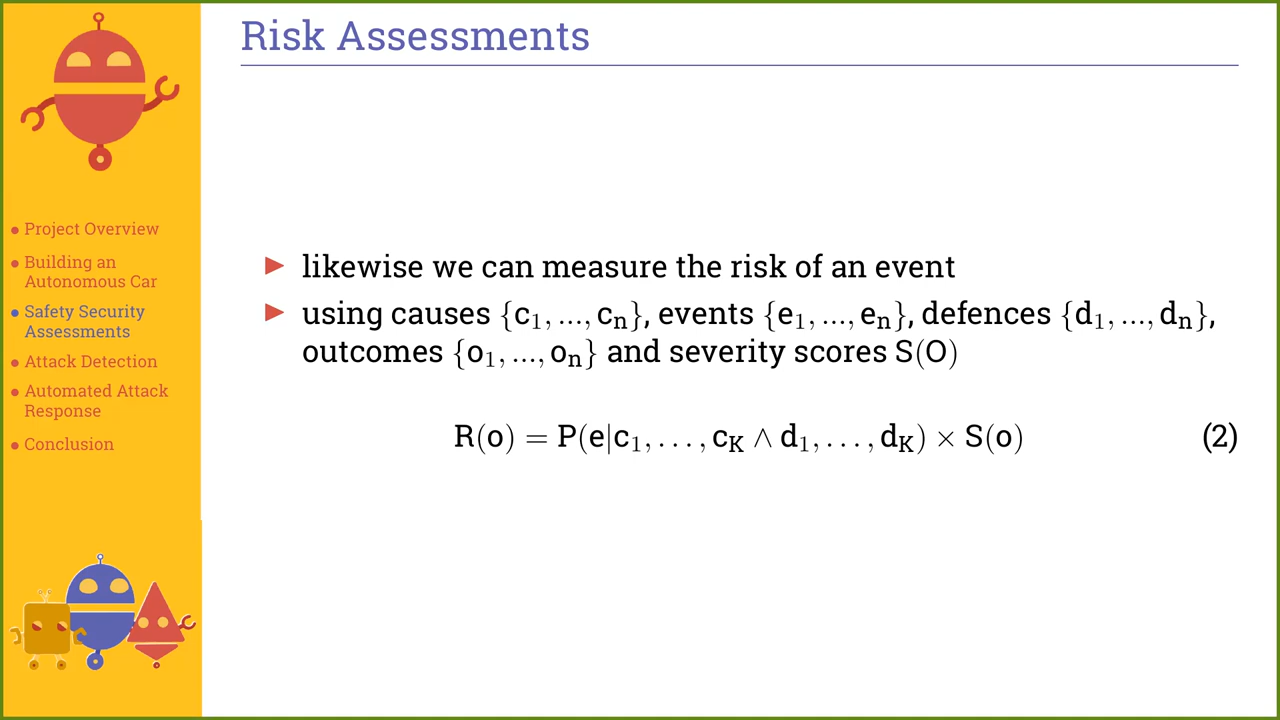 Risk Assessments
• Project Overview
• Building an
Autonomous Car
• Safety Security
Assessments
• Attack Detection
• Automated Attack
Response
• Conclusion
▶ likewise we can measure the risk of an event
▶ using causes {c₁, ..., cₙ}, events {e₁, ..., eₙ}, defences {d₁, ..., dₙ},
outcomes {o₁, ..., oₙ} and severity scores S(O)
R(o) = P(e|c₁, . . . , c_K ∧ d₁, . . . , d_K) × S(o) (2)